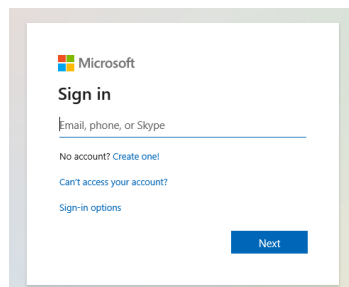 Microsoft
Sign in
Email, phone, or Skype
No account? Create one!
Can't access your account?
Sign-in options
Next